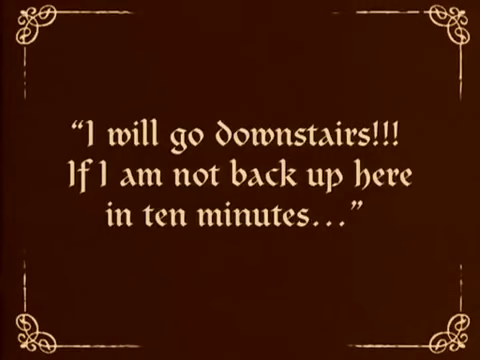 “I will go downstairs!!!
If I am not back up here
in ten minutes...”